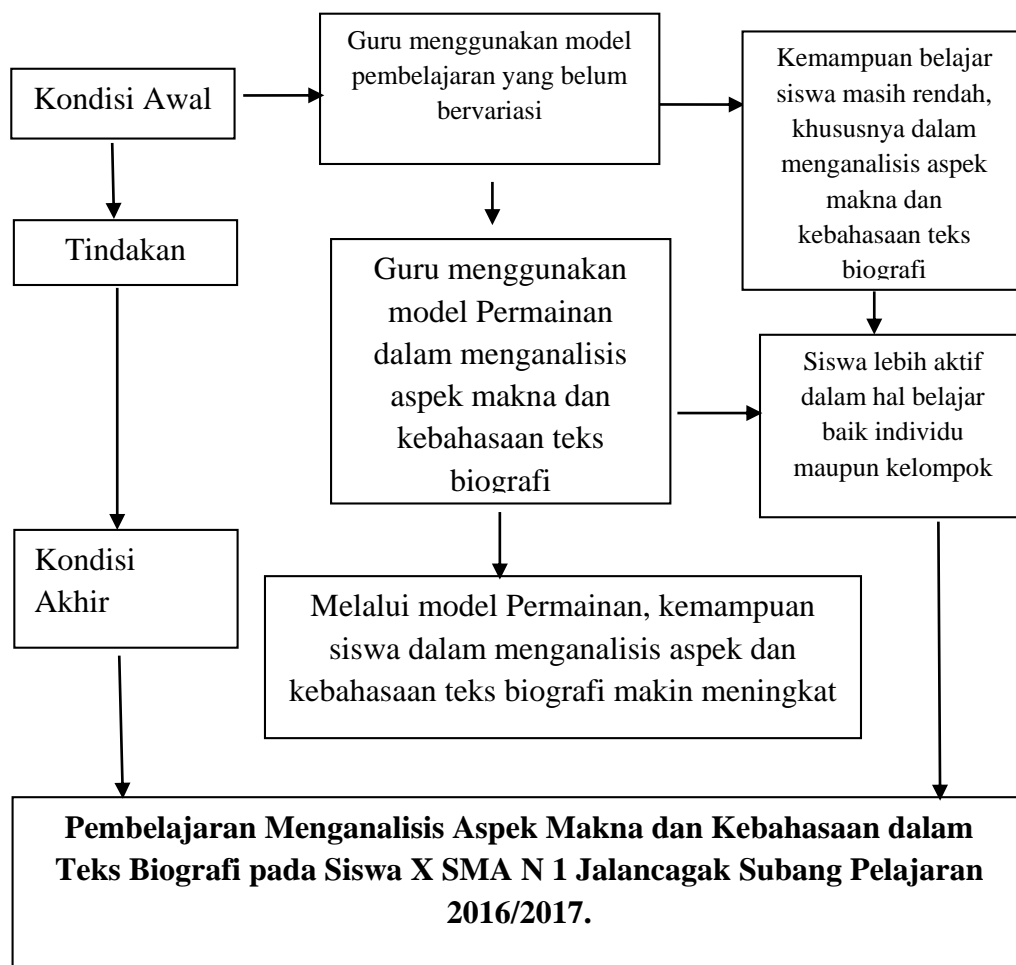 Kondisi Awal
Guru menggunakan model
pembelajaran yang belum
bervariasi
Kemampuan belajar
siswa masih rendah,
khususnya dalam
menganalisis aspek
makna dan
kebahasaan teks
biografi
Tindakan
Guru menggunakan
model Permainan
dalam menganalisis
aspek makna dan
kebahasaan teks
biografi
Siswa lebih aktif
dalam hal belajar
baik individu
maupun kelompok
Kondisi
Akhir
Melalui model Permainan, kemampuan
siswa dalam menganalisis aspek dan
kebahasaan teks biografi makin meningkat
Pembelajaran Menganalisis Aspek Makna dan Kebahasaan dalam
Teks Biografi pada Siswa X SMA N 1 Jalancagak Subang Pelajaran
2016/2017.